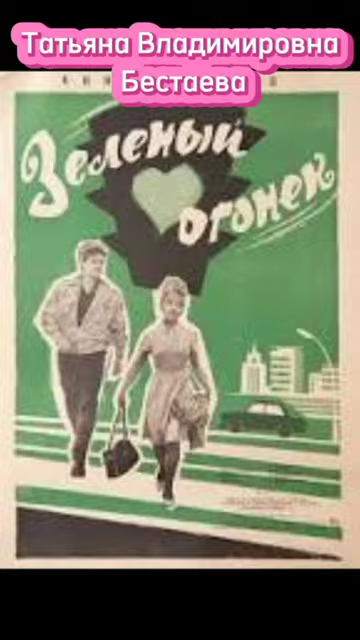 Татьяна Владимировна
Бестаева
Зеленый
огонек